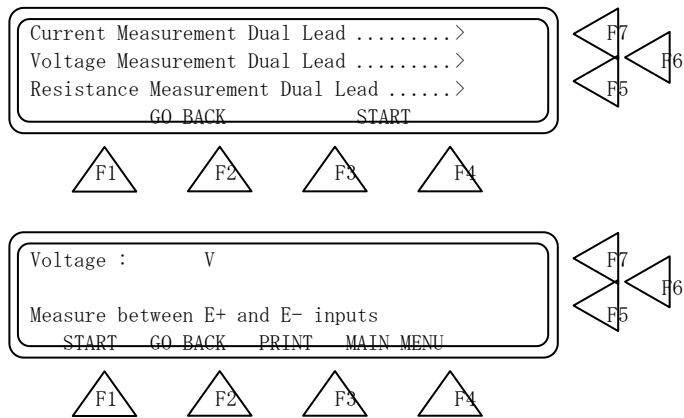 Current Measurement Dual Lead .........>
Voltage Measurement Dual Lead .........>
Resistance Measurement Dual Lead ......>
GO BACK START
F7
F6
F5
F1 F2 F3 F4
Voltage : V
Measure between E+ and E- inputs
START GO BACK PRINT MAIN MENU
F7
F6
F5
F1 F2 F3 F4